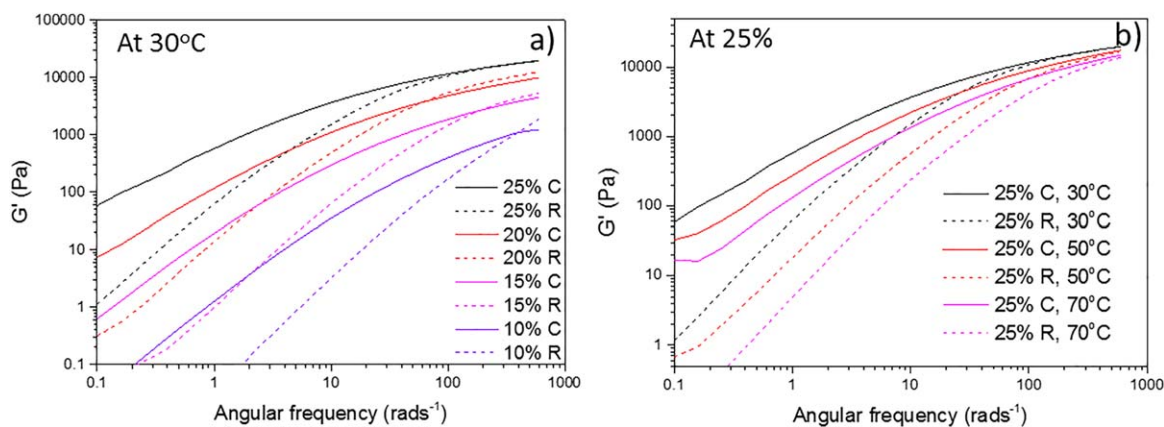 At 30°C
a)
100000
10000
1000
100
10
1
0.1
G' (Pa)
25% C
25% R
20% C
20% R
15% C
15% R
10% C
10% R
0.1 1 10 100 1000
Angular frequency (rads⁻¹)
At 25%
b)
10000
1000
100
10
1
G' (Pa)
25% C, 30°C
25% R, 30°C
25% C, 50°C
25% R, 50°C
25% C, 70°C
25% R, 70°C
0.1 1 10 100 1000
Angular frequency (rads⁻¹)